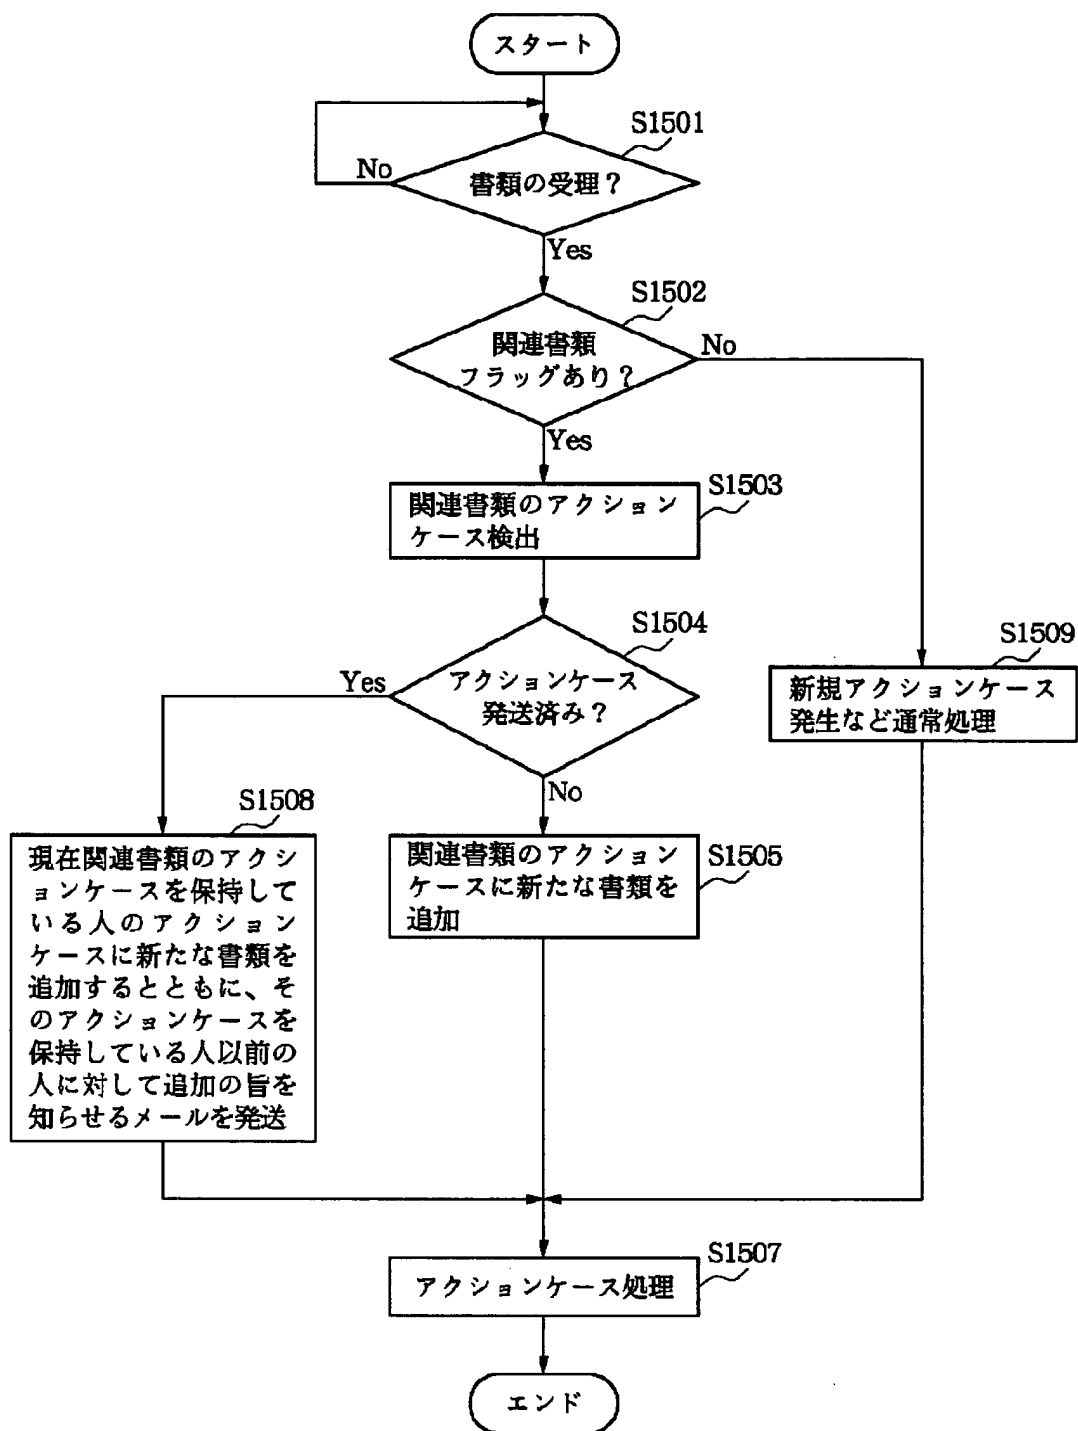 スタート
S1501
書類の受理？
No
Yes
S1502
関連書類
フラッグあり？
No
Yes
S1503
関連書類のアクション
ケース検出
S1504
アクションケース
発送済み？
Yes
No
S1509
新規アクションケース
発生など通常処理
S1508
現在関連書類のアクシ
ョンケースを保持して
いる人のアクション
ケースに新たな書類を
追加するとともに、そ
のアクションケースを
保持している人以前の
人に対して追加の旨を
知らせるメールを発送
S1505
関連書類のアクション
ケースに新たな書類を
追加
S1507
アクションケース処理
エンド